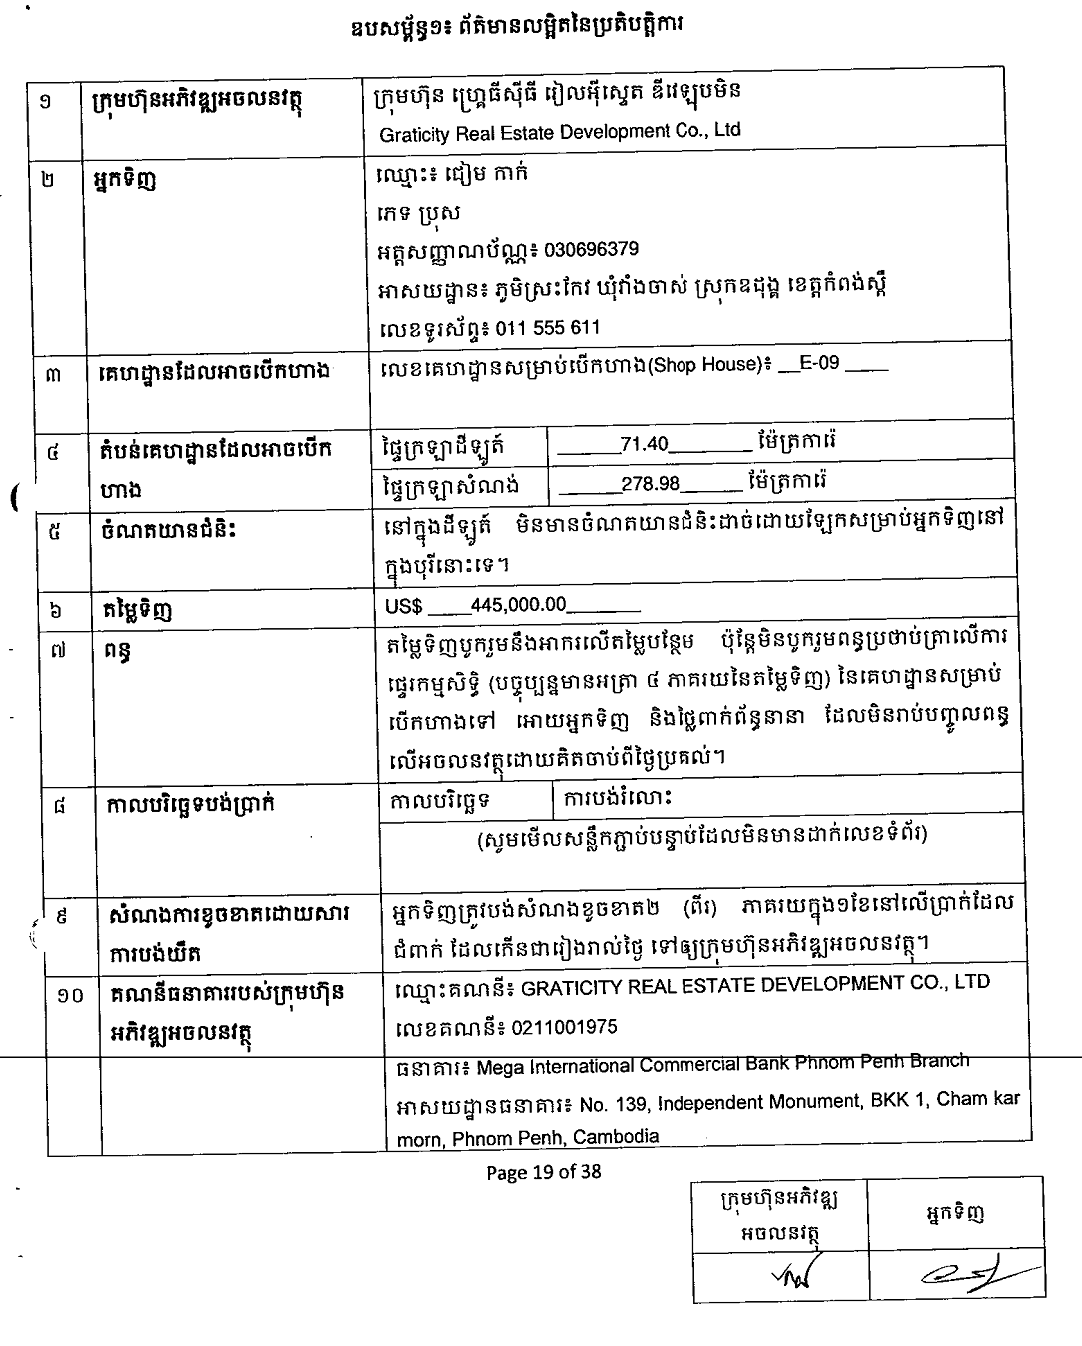 ឧបសម្ព័ន្ធ១៖ ព័ត៌មានលម្អិតនៃប្រតិបត្តិការ
១ ក្រុមហ៊ុនអភិវឌ្ឍអចលនវត្ថុ ក្រុមហ៊ុន ហ្គ្រេធីស៊ីធី រៀលអ៊ីស្ទេត ឌីវេឡុបមិន
Graticity Real Estate Development Co., Ltd
២ អ្នកទិញ ឈ្មោះ៖ ជៀម កាក់
ភេទ ប្រុស
អត្តសញ្ញាណប័ណ្ណ៖ 030696379
អាសយដ្ឋាន៖ ភូមិស្រះកែវ ឃុំវាំងចាស់ ស្រុកឧដុង្គ ខេត្តកំពង់ស្ពឺ
លេខទូរស័ព្ទ៖ 011 555 611
៣ គេហដ្ឋានដែលអាចបើកហាង លេខគេហដ្ឋានសម្រាប់បើកហាង(Shop House)៖ __E-09 ____
៤ តំបន់គេហដ្ឋានដែលអាចបើក ផ្ទៃក្រឡាដីឡូត៍ ______71.40________ ម៉ែត្រការ៉េ
ហាង ផ្ទៃក្រឡាសំណង់ ______278.98______ ម៉ែត្រការ៉េ
៥ ចំណតយានជំនិះ នៅក្នុងដីឡូត៍ មិនមានចំណតយានជំនិះដាច់ដោយឡែកសម្រាប់អ្នកទិញនៅ
ក្នុងបុរីនោះទេ។
៦ តម្លៃទិញ US$ ____445,000.00_______
៧ ពន្ធ តម្លៃទិញបូករួមនឹងអាករលើតម្លៃបន្ថែម ប៉ុន្តែមិនបូករួមពន្ធប្រថាប់ត្រាលើការ
ផ្ទេរកម្មសិទ្ធិ (បច្ចុប្បន្នមានអត្រា ៤ ភាគរយនៃតម្លៃទិញ) នៃគេហដ្ឋានសម្រាប់
បើកហាងទៅ អោយអ្នកទិញ និងថ្លៃពាក់ព័ន្ធនានា ដែលមិនរាប់បញ្ចូលពន្ធ
លើអចលនវត្ថុដោយគិតចាប់ពីថ្ងៃប្រគល់។
៨ កាលបរិច្ឆេទបង់ប្រាក់ កាលបរិច្ឆេទ ការបង់រំលោះ
(សូមមើលសន្លឹកភ្ជាប់បន្ទាប់ដែលមិនមានដាក់លេខទំព័រ)
៩ សំណងការខូចខាតដោយសារ អ្នកទិញត្រូវបង់សំណងខូចខាត២ (ពីរ) ភាគរយក្នុង១ខែនៅលើប្រាក់ដែល
ការបង់យឺត ជំពាក់ ដែលកើនជារៀងរាល់ថ្ងៃ ទៅឲ្យក្រុមហ៊ុនអភិវឌ្ឍអចលនវត្ថុ។
១០ គណនីធនាគាររបស់ក្រុមហ៊ុន ឈ្មោះគណនី៖ GRATICITY REAL ESTATE DEVELOPMENT CO., LTD
អភិវឌ្ឍអចលនវត្ថុ លេខគណនី៖ 0211001975
ធនាគារ៖ Mega International Commercial Bank Phnom Penh Branch
អាសយដ្ឋានធនាគារ៖ No. 139, Independent Monument, BKK 1, Cham kar
morn, Phnom Penh, Cambodia
Page 19 of 38
ក្រុមហ៊ុនអភិវឌ្ឍ អ្នកទិញ
អចលនវត្ថុ